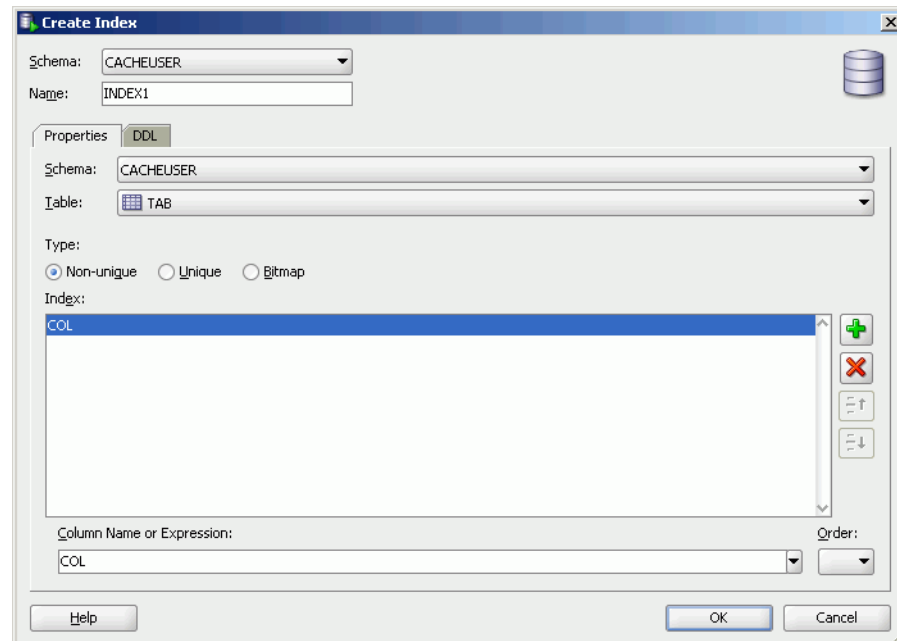 Create Index
Schema: CACHEUSER
Name: INDEX1
Properties DDL
Schema: CACHEUSER
Table: TAB
Type:
Non-unique Unique Bitmap
Index:
COL
Column Name or Expression: Order:
COL
Help OK Cancel